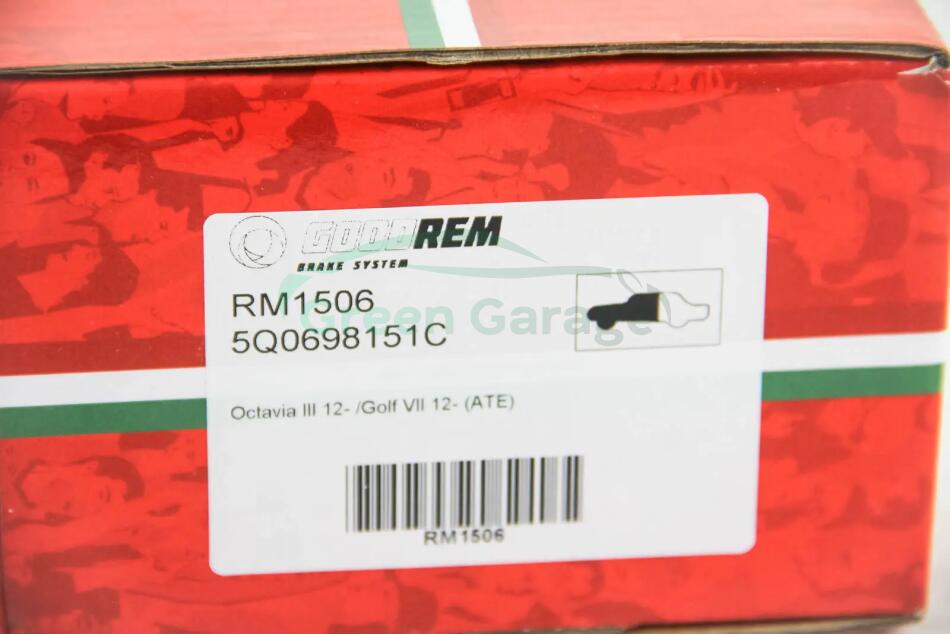 GOODREM
BRAKE SYSTEM
RM1506
5Q0698151C
Green Garage
Octavia III 12- /Golf VII 12- (ATE)
RM1506